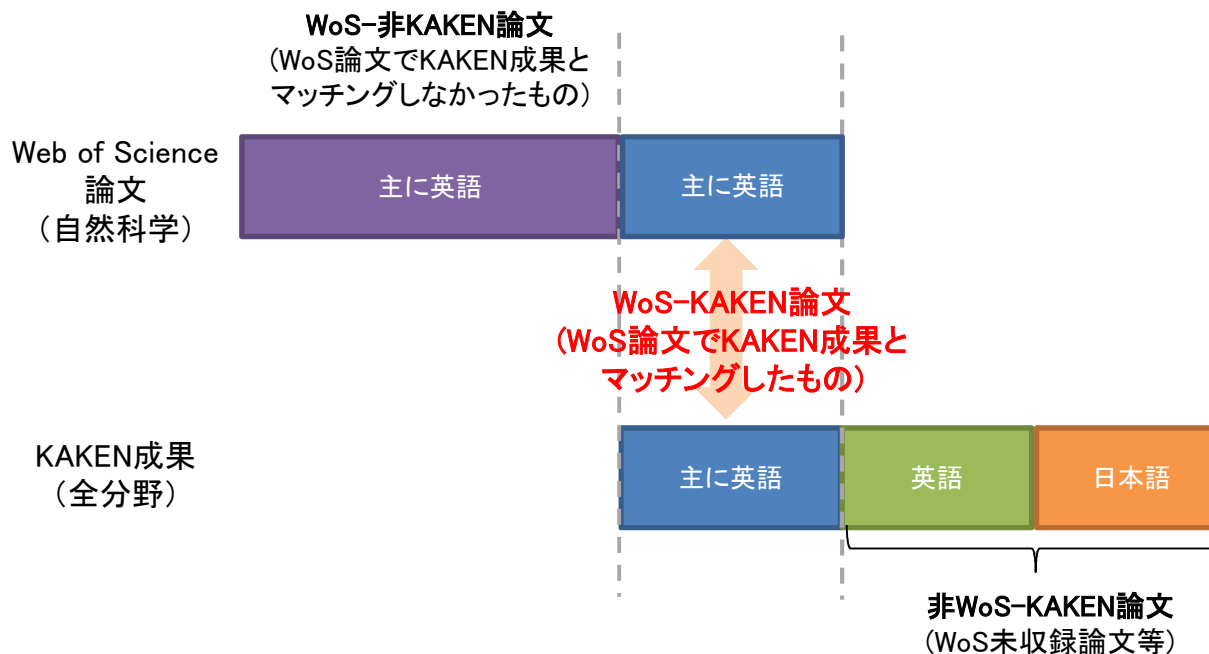 WoS-非KAKEN論文
(WoS論文でKAKEN成果と
マッチングしなかったもの)
Web of Science
論文
(自然科学)
主に英語
主に英語
WoS-KAKEN論文
(WoS論文でKAKEN成果と
マッチングしたもの)
KAKEN成果
(全分野)
主に英語
英語
日本語
非WoS-KAKEN論文
(WoS未収録論文等)